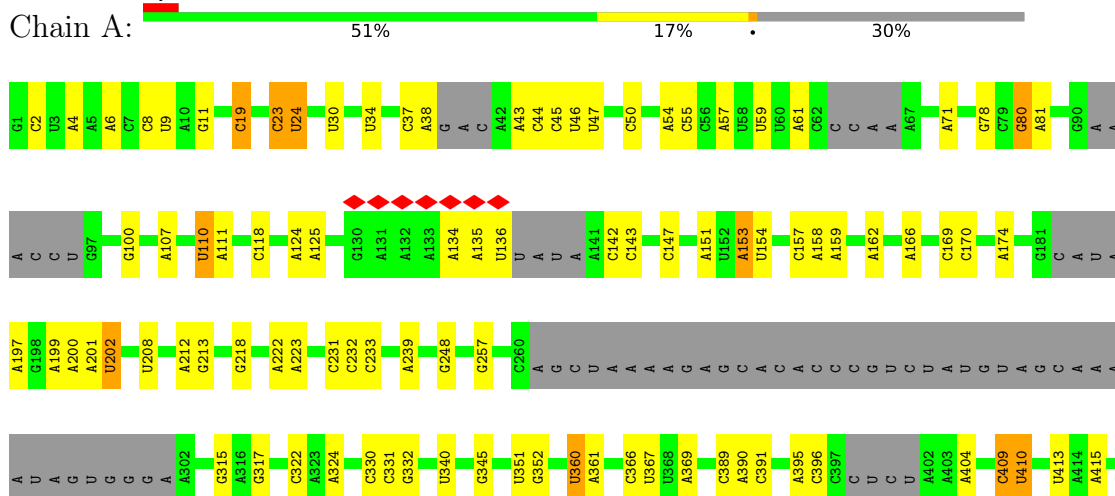 Chain A:
51% 17% • 30%
G1 C2 U3 A4 A5 A6 C7 C8 U9 A10 G11 C19 C23 U24 U30 U34 C37 A38 G A C A42 A43 C44 C45 U46 U47 C50 A54 C55 C56 A57 U58 U59 U60 A61 C62 C C A A A67 A71 G78 C79 G80 A81 G90 A A
A C C U G97 G100 A107 U110 A111 C118 A124 A125 G130 A131 A132 A133 A134 A135 U136 U A U A A141 C142 C143 C147 A151 U152 A153 U154 C157 A158 A159 A162 A166 C169 C170 A174 G181 C A U A
A197 G198 A199 A200 A201 U202 U208 A212 G213 G218 A222 A223 C231 C232 C233 A239 G248 G257 C260 A G C U A A A A G A G C A C A C C C G U C U A U G U A G C A A A
A U A G U G G G A A302 G315 A316 G317 C322 A323 A324 C330 C331 G332 U340 G345 U351 G352 U360 A361 C366 U367 U368 A369 C389 A390 C391 A395 C396 C397 C U C U A402 A403 A404 C409 U410 U413 A414 A415